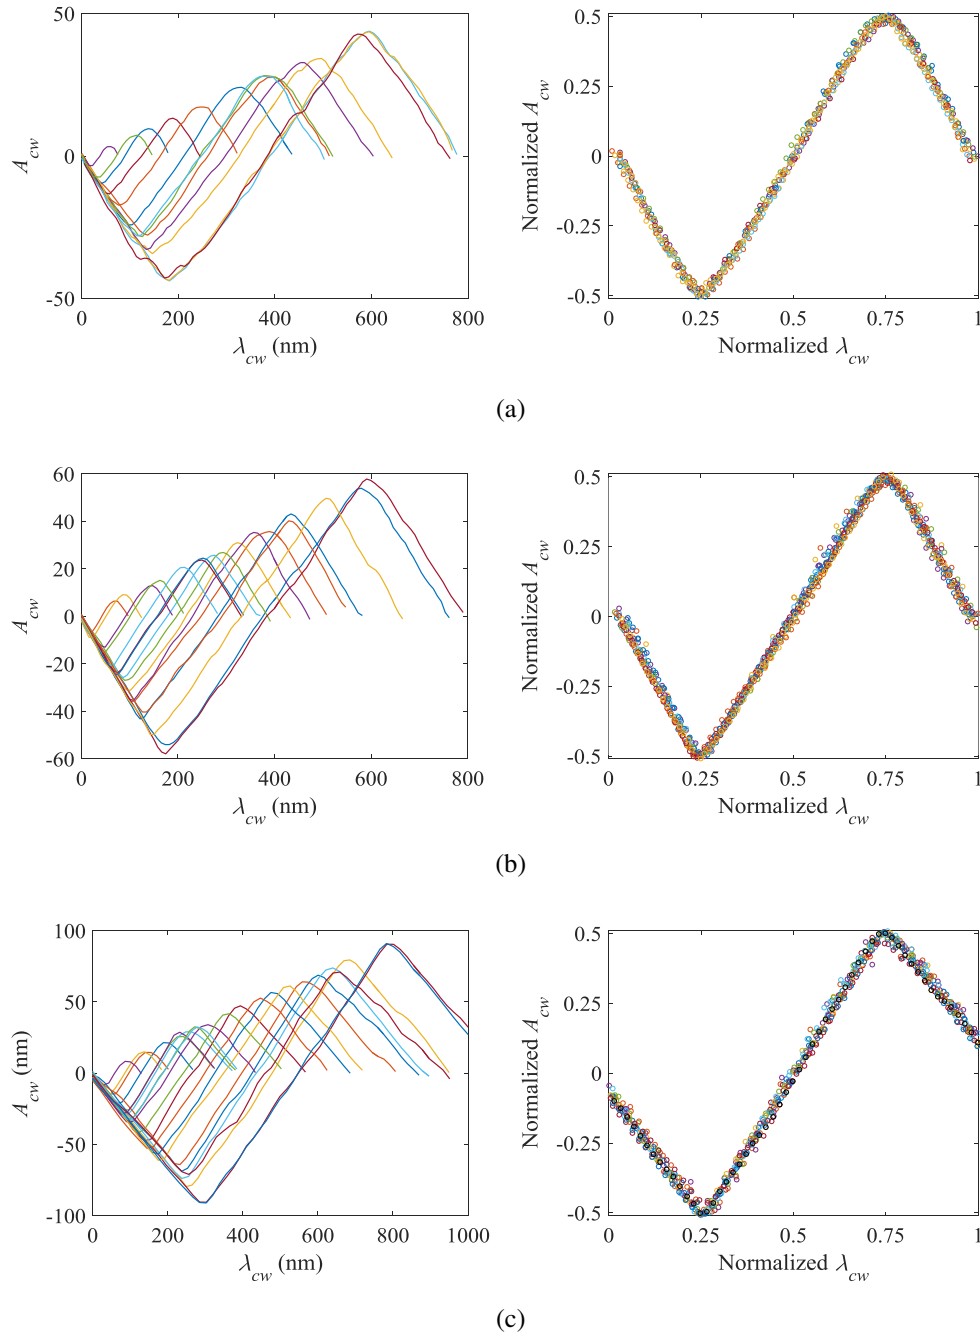 50
0
-50
A_cw
0 200 400 600 800
λ_cw (nm)
0.5
0.25
0
-0.25
-0.5
Normalized A_cw
0 0.25 0.5 0.75 1
Normalized λ_cw
(a)
60
40
20
0
-20
-40
-60
A_cw
0 200 400 600 800
λ_cw (nm)
0.5
0.25
0
-0.25
-0.5
Normalized A_cw
0 0.25 0.5 0.75 1
Normalized λ_cw
(b)
100
50
0
-50
-100
A_cw (nm)
0 200 400 600 800 1000
λ_cw (nm)
0.5
0.25
0
-0.25
-0.5
Normalized A_cw
0 0.25 0.5 0.75 1
Normalized λ_cw
(c)